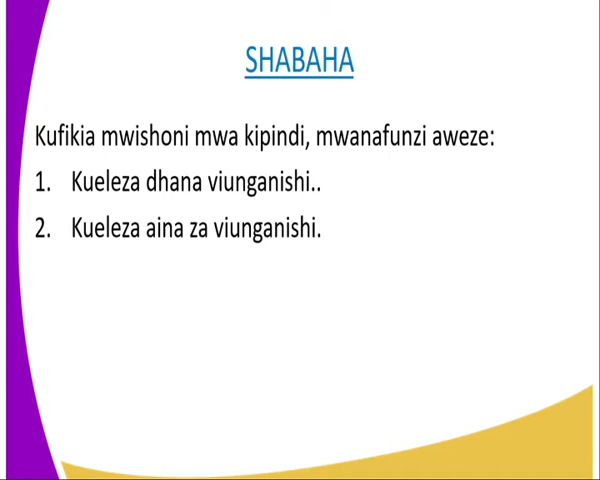 SHABAHA
Kufikia mwishoni mwa kipindi, mwanafunzi aweze:
1. Kueleza dhana viunganishi..
2. Kueleza aina za viunganishi.